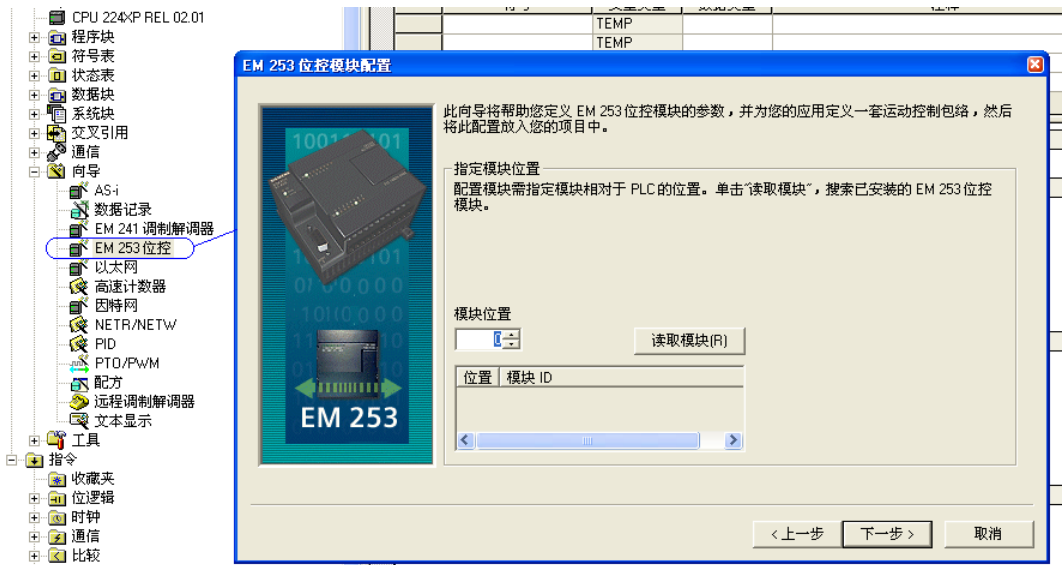 CPU 224XP REL 02.01
程序块
符号表
状态表
数据块
系统块
交叉引用
通信
向导
AS-i
数据记录
EM 241 调制解调器
EM 253 位控
以太网
高速计数器
因特网
NETR/NETW
PID
PTO/PWM
配方
远程调制解调器
文本显示
工具
指令
收藏夹
位逻辑
时钟
通信
比较
TEMP
TEMP
EM 253 位控模块配置
此向导将帮助您定义 EM 253 位控模块的参数，并为您的应用定义一套运动控制包络，然后
将此配置放入您的项目中。
指定模块位置
配置模块需指定模块相对于 PLC 的位置。单击“读取模块”，搜索已安装的 EM 253 位控
模块。
模块位置
0
读取模块(R)
位置 模块 ID
EM 253
<上一步
下一步>
取消